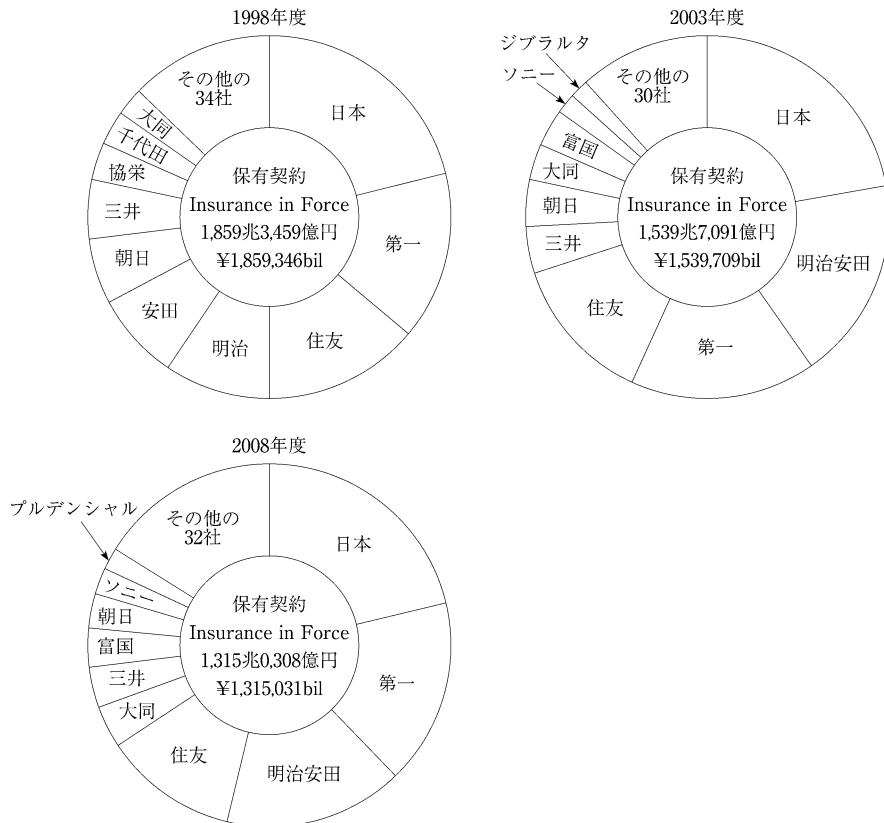 1998年度
その他の
34社
日本
第一
住友
明治
安田
朝日
三井
協栄
千代田
大同
保有契約
Insurance in Force
1,859兆3,459億円
¥1,859,346bil
2003年度
ジブラルタ
ソニー
その他の
30社
日本
明治安田
第一
住友
三井
朝日
大同
富国
保有契約
Insurance in Force
1,539兆7,091億円
¥1,539,709bil
2008年度
プルデンシャル
その他の
32社
日本
第一
明治安田
住友
大同
三井
富国
朝日
ソニー
保有契約
Insurance in Force
1,315兆0,308億円
¥1,315,031bil